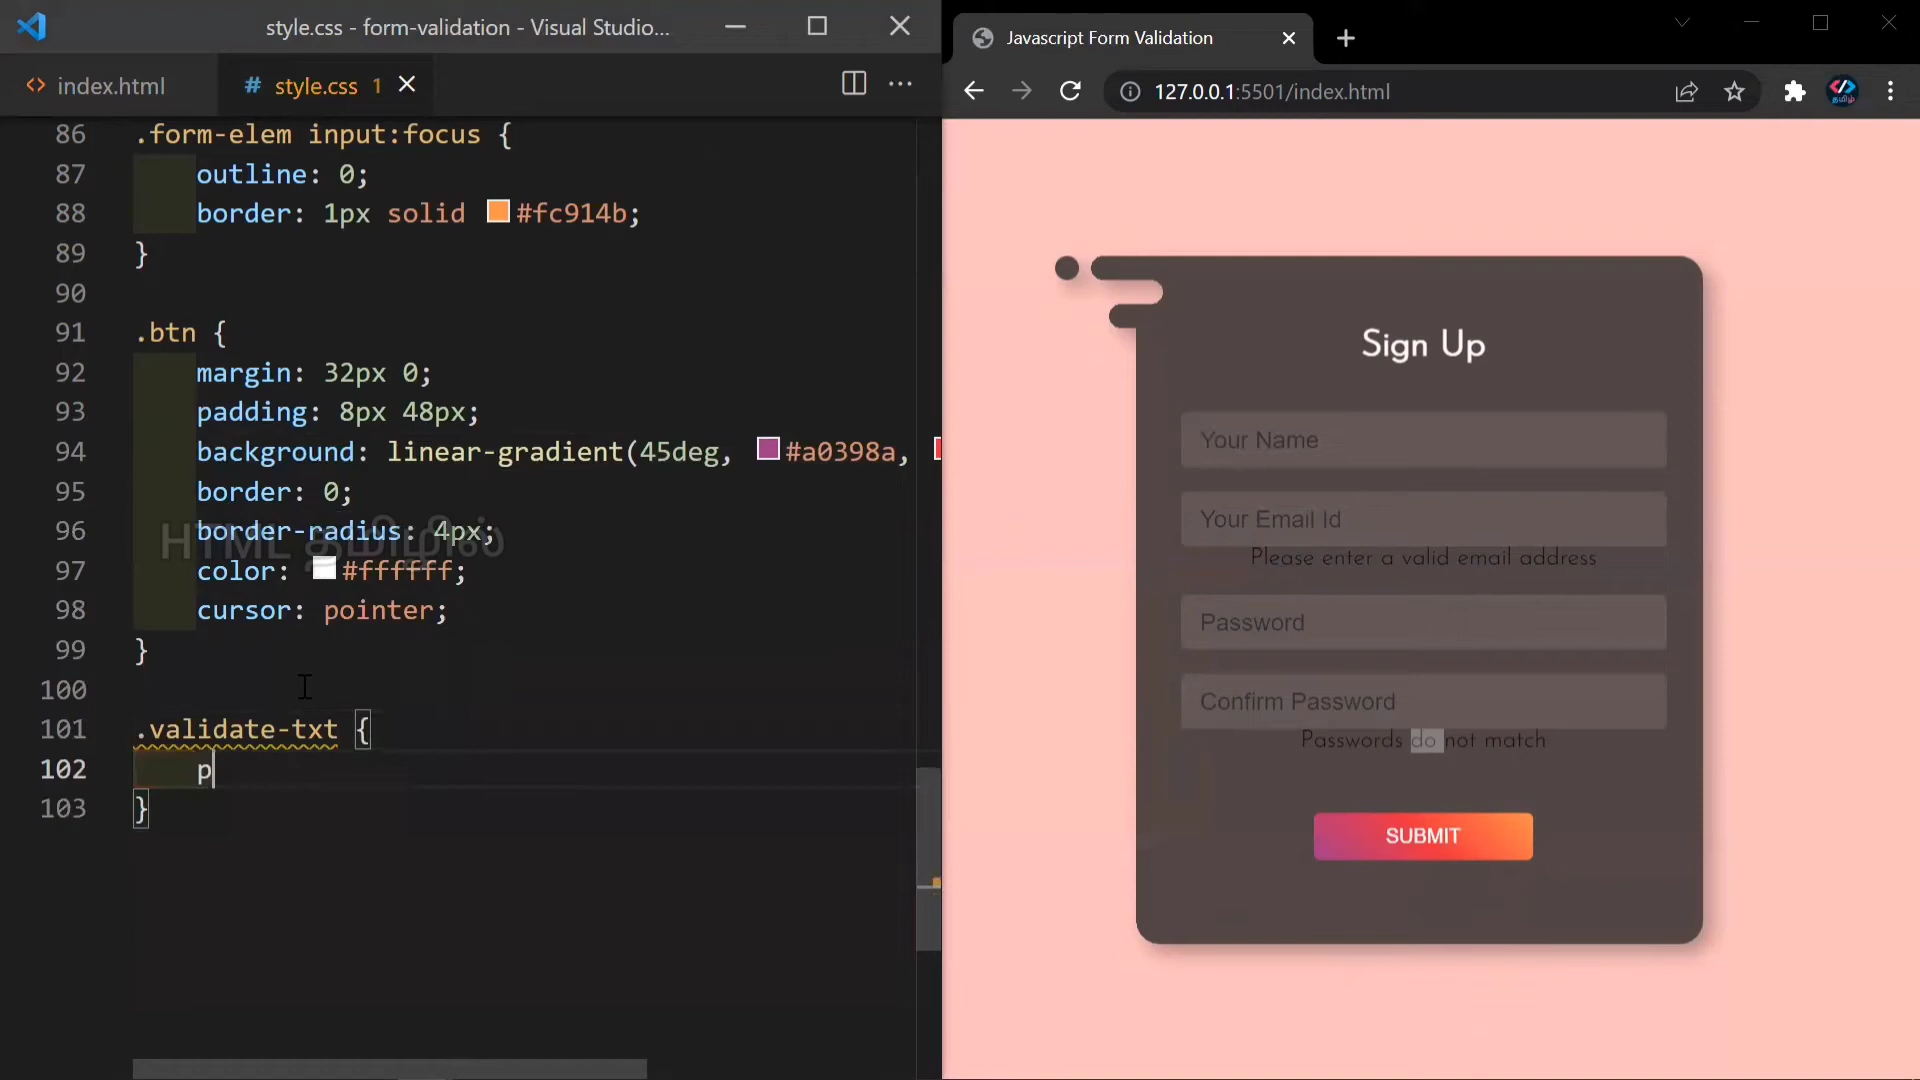 style.css - form-validation - Visual Studio...
index.html
# style.css 1
86 .form-elem input:focus {
87 outline: 0;
88 border: 1px solid #fc914b;
89 }
90
91 .btn {
92 margin: 32px 0;
93 padding: 8px 48px;
94 background: linear-gradient(45deg, #a0398a,
95 border: 0;
96 border-radius: 4px;
97 color: #ffffff;
98 cursor: pointer;
99 }
100
101 .validate-txt {
102 p
103 }
HTML தமிழில்
Javascript Form Validation
127.0.0.1:5501/index.html
தமிழ்
Sign Up
Your Name
Your Email Id
Please enter a valid email address
Password
Confirm Password
Passwords do not match
SUBMIT